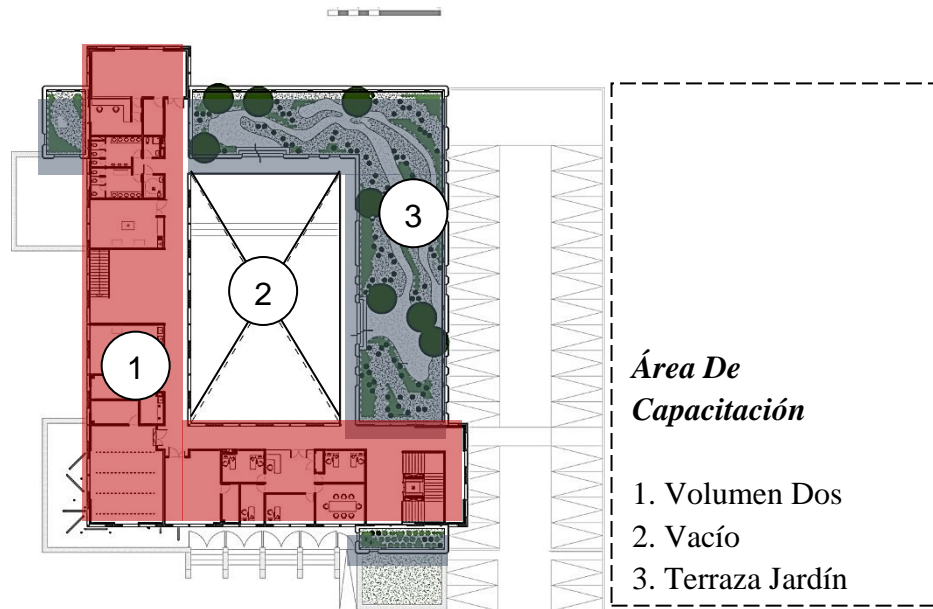 1
2
3
Área De
Capacitación
1. Volumen Dos
2. Vacío
3. Terraza Jardín